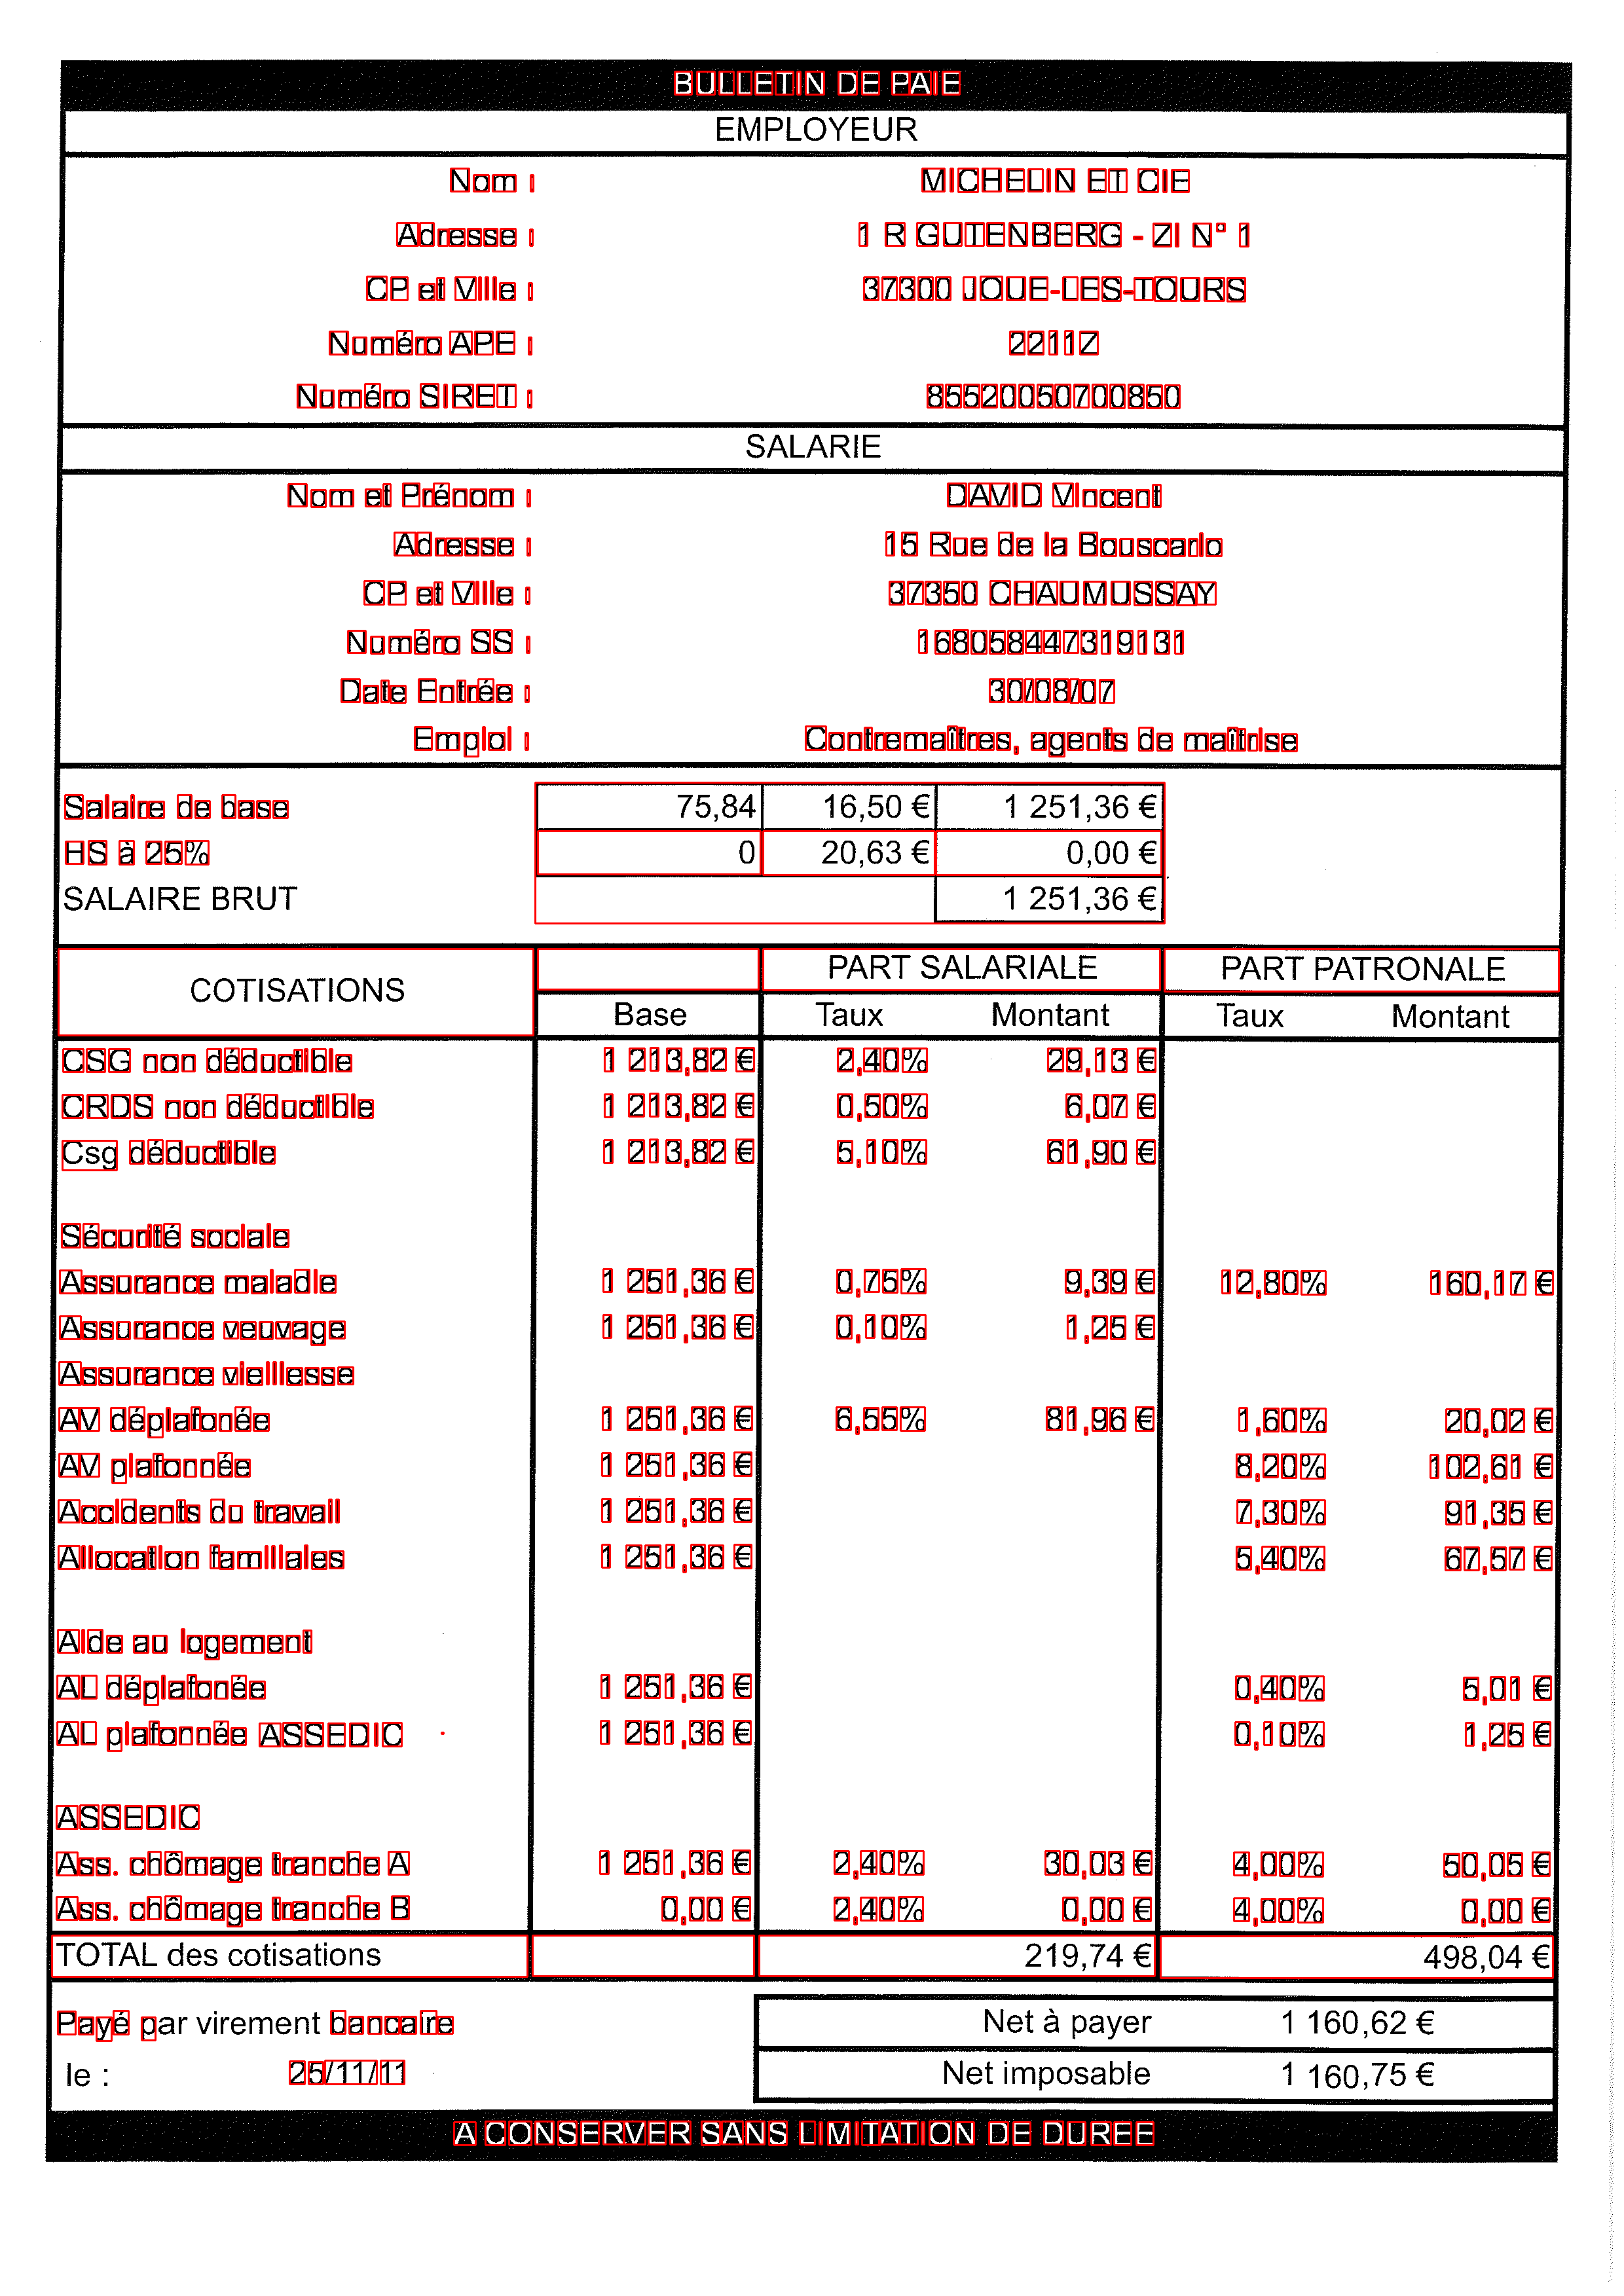 BULLETIN DE PAIE
EMPLOYEUR
Nom : MICHELIN ET CIE
Adresse : 1 R GUTENBERG - ZI N° 1
CP et Ville : 37300 JOUE-LES-TOURS
Numéro APE : 2211Z
Numéro SIRET : 85520050700850
SALARIE
Nom et Prénom : DAVID Vincent
Adresse : 15 Rue de la Bouscarlo
CP et Ville : 37350 CHAUMUSSAY
Numéro SS : 168058447319131
Date Entrée : 30/08/07
Emploi : Contremaîtres, agents de maîtrise
Salaire de base 75,84 16,50 € 1 251,36 €
HS à 25% 0 20,63 € 0,00 €
SALAIRE BRUT 1 251,36 €
COTISATIONS PART SALARIALE PART PATRONALE
Base Taux Montant Taux Montant
CSG non déductible 1 213,82 € 2,40% 29,13 €
CRDS non déductible 1 213,82 € 0,50% 6,07 €
Csg déductible 1 213,82 € 5,10% 61,90 €
Sécurité sociale
Assurance maladie 1 251,36 € 0,75% 9,39 € 12,80% 160,17 €
Assurance veuvage 1 251,36 € 0,10% 1,25 €
Assurance vieillesse
AV déplafonée 1 251,36 € 6,55% 81,96 € 1,60% 20,02 €
AV plafonnée 1 251,36 € 8,20% 102,61 €
Accidents du travail 1 251,36 € 7,30% 91,35 €
Allocation familiales 1 251,36 € 5,40% 67,57 €
Aide au logement
AL déplafonée 1 251,36 € 0,40% 5,01 €
AL plafonnée ASSEDIC 1 251,36 € 0,10% 1,25 €
ASSEDIC
Ass. chômage tranche A 1 251,36 € 2,40% 30,03 € 4,00% 50,05 €
Ass. chômage tranche B 0,00 € 2,40% 0,00 € 4,00% 0,00 €
TOTAL des cotisations 219,74 € 498,04 €
Payé par virement bancaire Net à payer 1 160,62 €
le : 25/11/11 Net imposable 1 160,75 €
A CONSERVER SANS LIMITATION DE DUREE